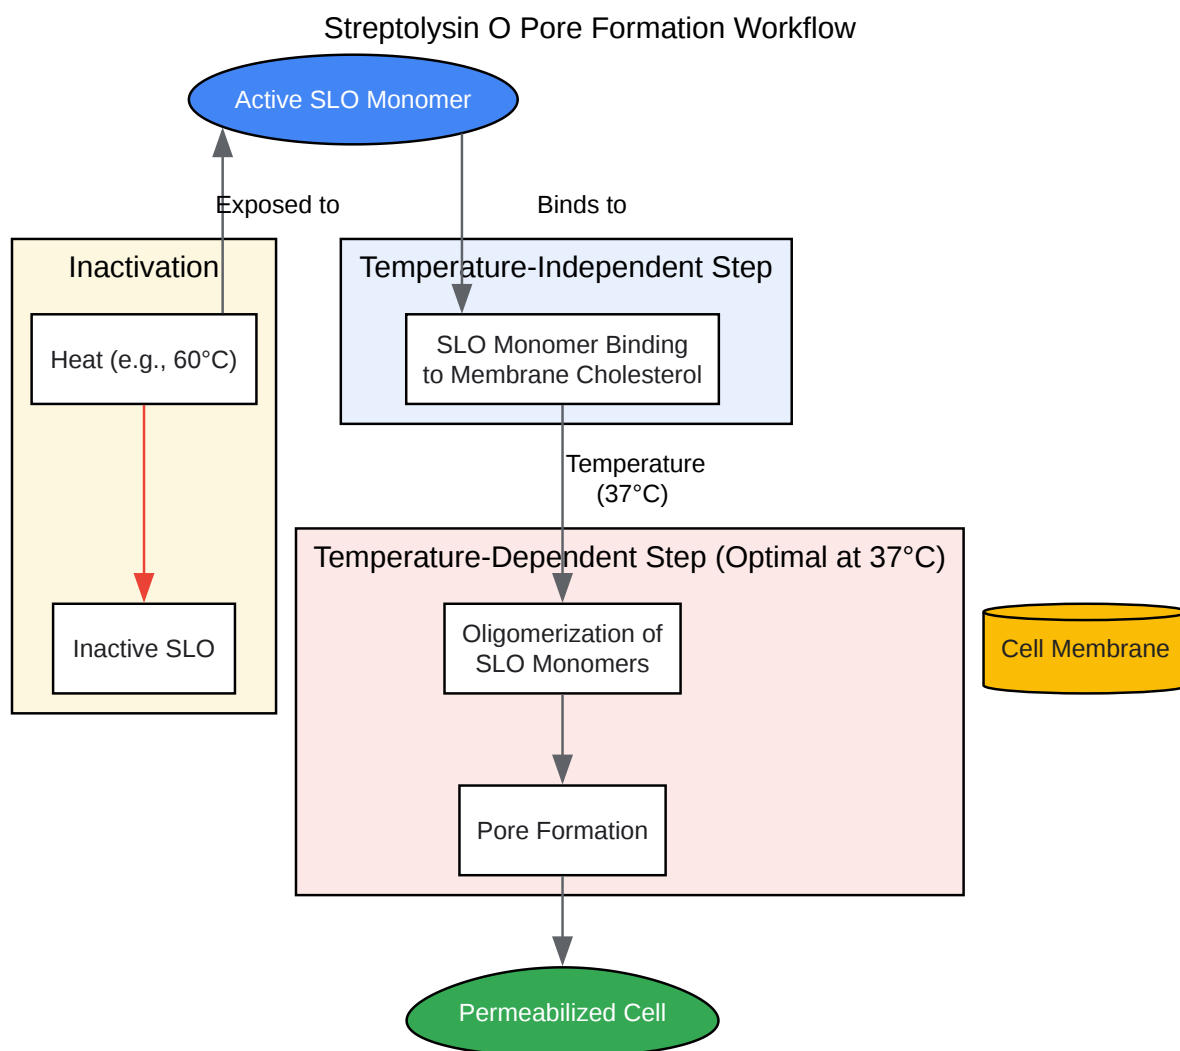 Streptolysin O Pore Formation Workflow
Active SLO Monomer
Exposed to
Binds to
Inactivation
Temperature-Independent Step
Heat (e.g., 60°C)
SLO Monomer Binding
to Membrane Cholesterol
Temperature
(37°C)
Temperature-Dependent Step (Optimal at 37°C)
Inactive SLO
Oligomerization of
SLO Monomers
Cell Membrane
Pore Formation
Permeabilized Cell